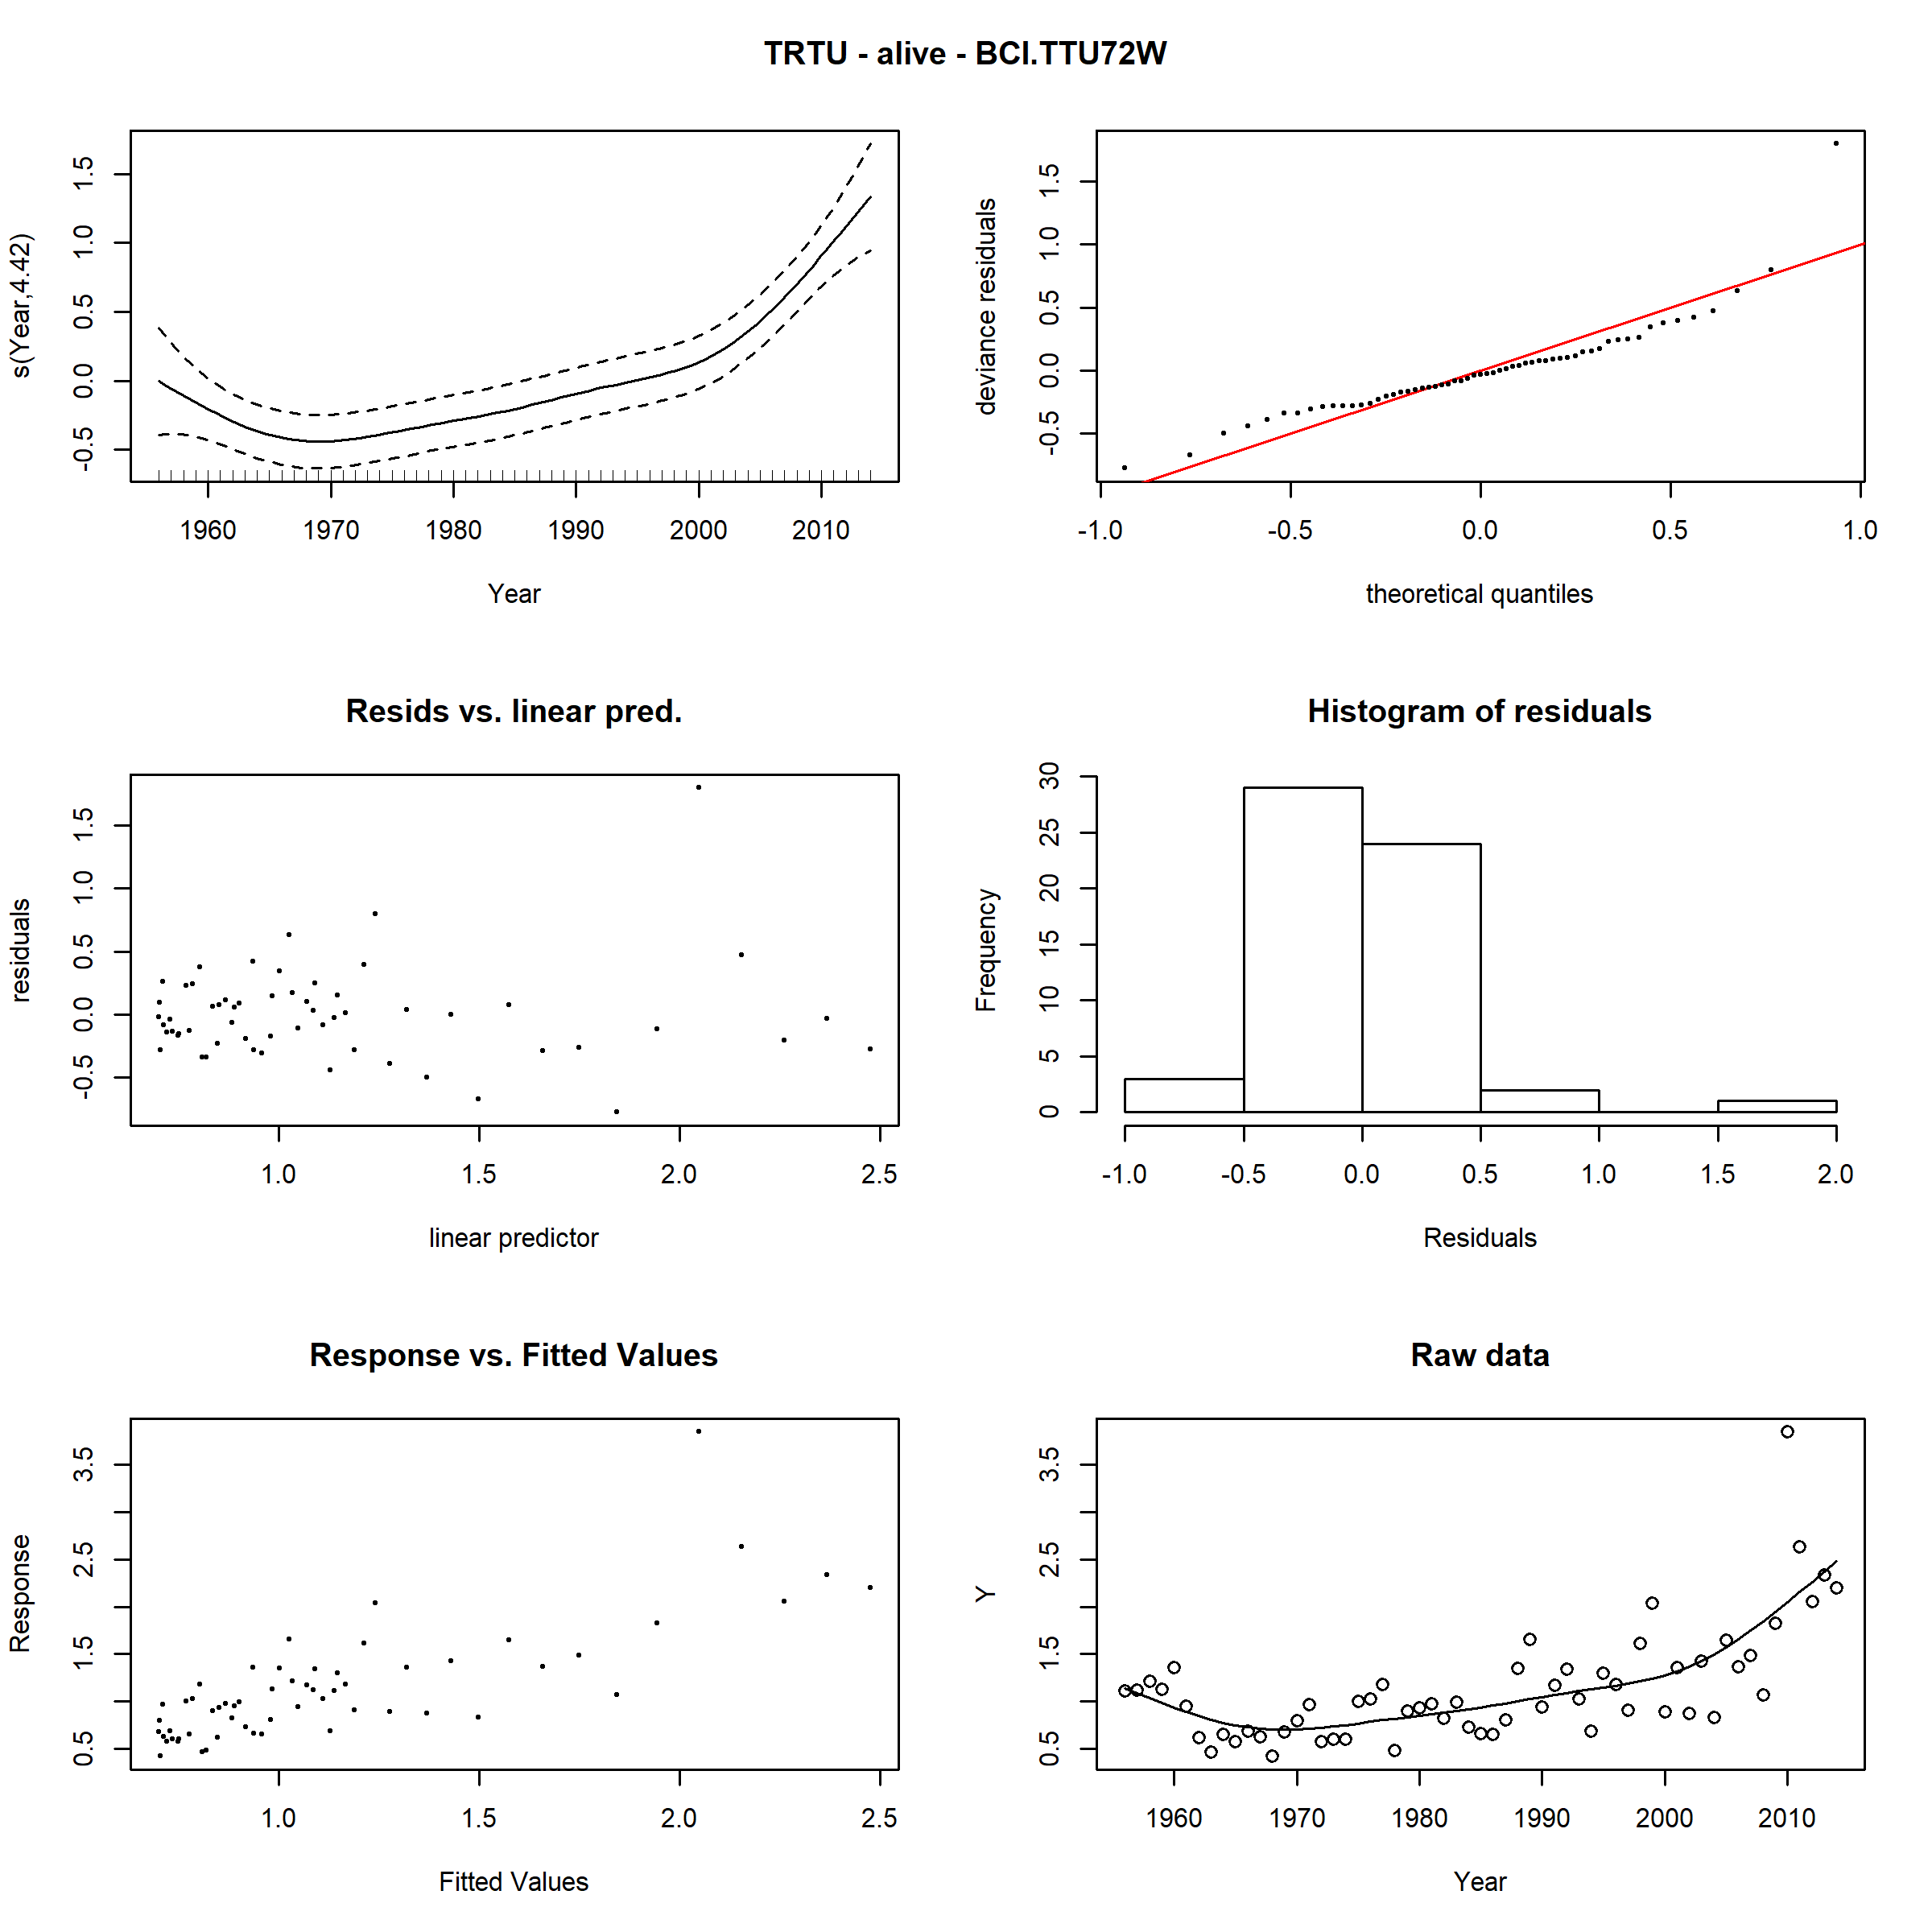 TRTU - alive - BCI.TTU72W
s(Year,4.42)
1.5
1.0
0.5
0.0
-0.5
1960 1970 1980 1990 2000 2010
Year
deviance residuals
1.5
1.0
0.5
0.0
-0.5
-1.0 -0.5 0.0 0.5 1.0
theoretical quantiles
Resids vs. linear pred.
residuals
1.5
1.0
0.5
0.0
-0.5
1.0 1.5 2.0 2.5
linear predictor
Histogram of residuals
Frequency
30
25
20
15
10
5
0
-1.0 -0.5 0.0 0.5 1.0 1.5 2.0
Residuals
Response vs. Fitted Values
Response
3.5
2.5
1.5
0.5
1.0 1.5 2.0 2.5
Fitted Values
Raw data
Y
3.5
2.5
1.5
0.5
1960 1970 1980 1990 2000 2010
Year